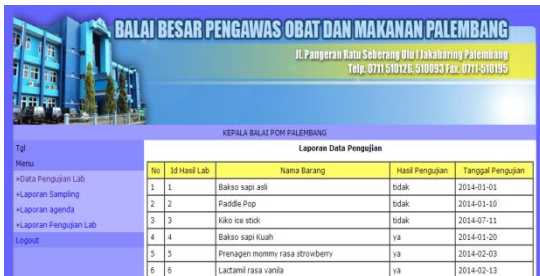 BALAI BESAR PENGAWAS OBAT DAN MAKANAN PALEMBANG
Jl. Pangeran Ratu Seberang Ulu I Jakabaring Palembang
Telp. 0711 510126, 510093 Fax. 0711-510195
KEPALA BALAI POM PALEMBANG
Tgl
Menu
»Data Pengujian Lab
»Laporan Sampling
»Laporan agenda
»Laporan Pengujian Lab
Logout
Laporan Data Pengujian
No Id Hasil Lab Nama Barang Hasil Pengujian Tanggal Pengujian
1 1 Bakso sapi asli tidak 2014-01-01
2 2 Paddle Pop tidak 2014-01-10
3 3 Kiko ice stick tidak 2014-07-11
4 4 Bakso sapi Kuah ya 2014-01-20
5 5 Prenagen mommy rasa strowberry ya 2014-02-03
6 6 Lactamil rasa vanila ya 2014-02-13